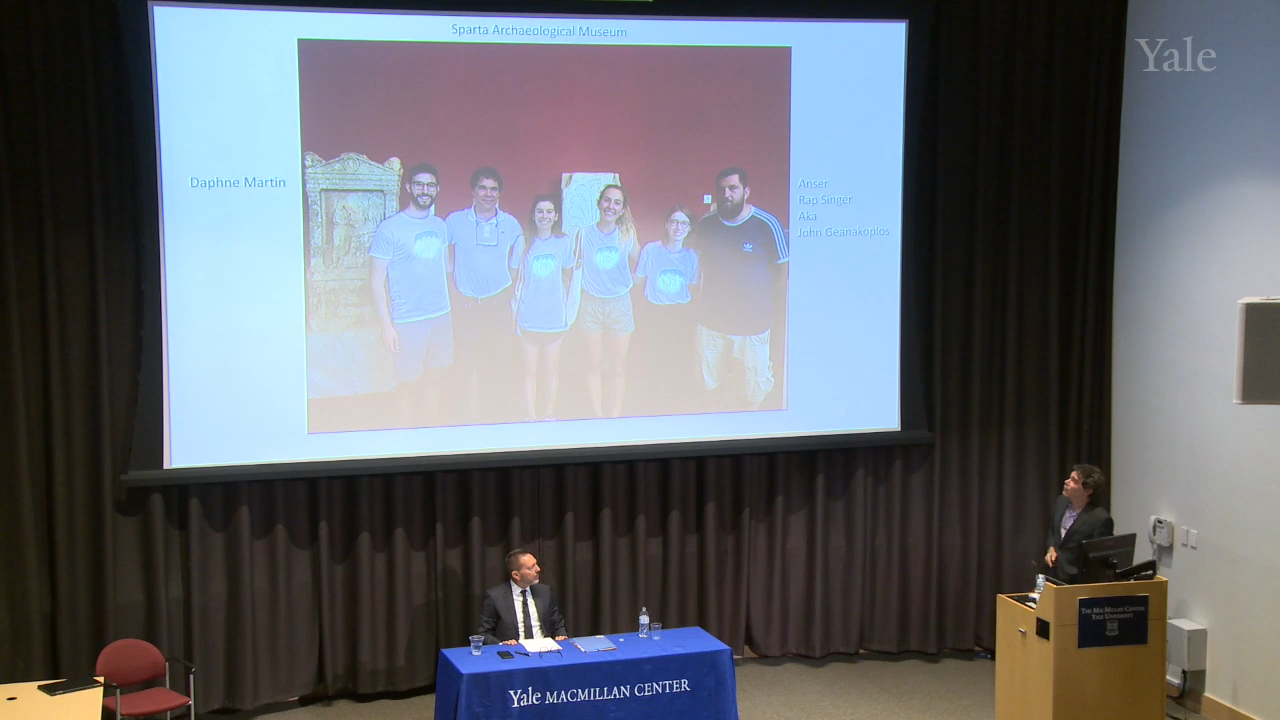 Sparta Archaeological Museum
Yale
Daphne Martin
Anser
Rap Singer
Aka
John Geanakoplos
THE MACMILLAN CENTER
YALE UNIVERSITY
Yale MACMILLAN CENTER